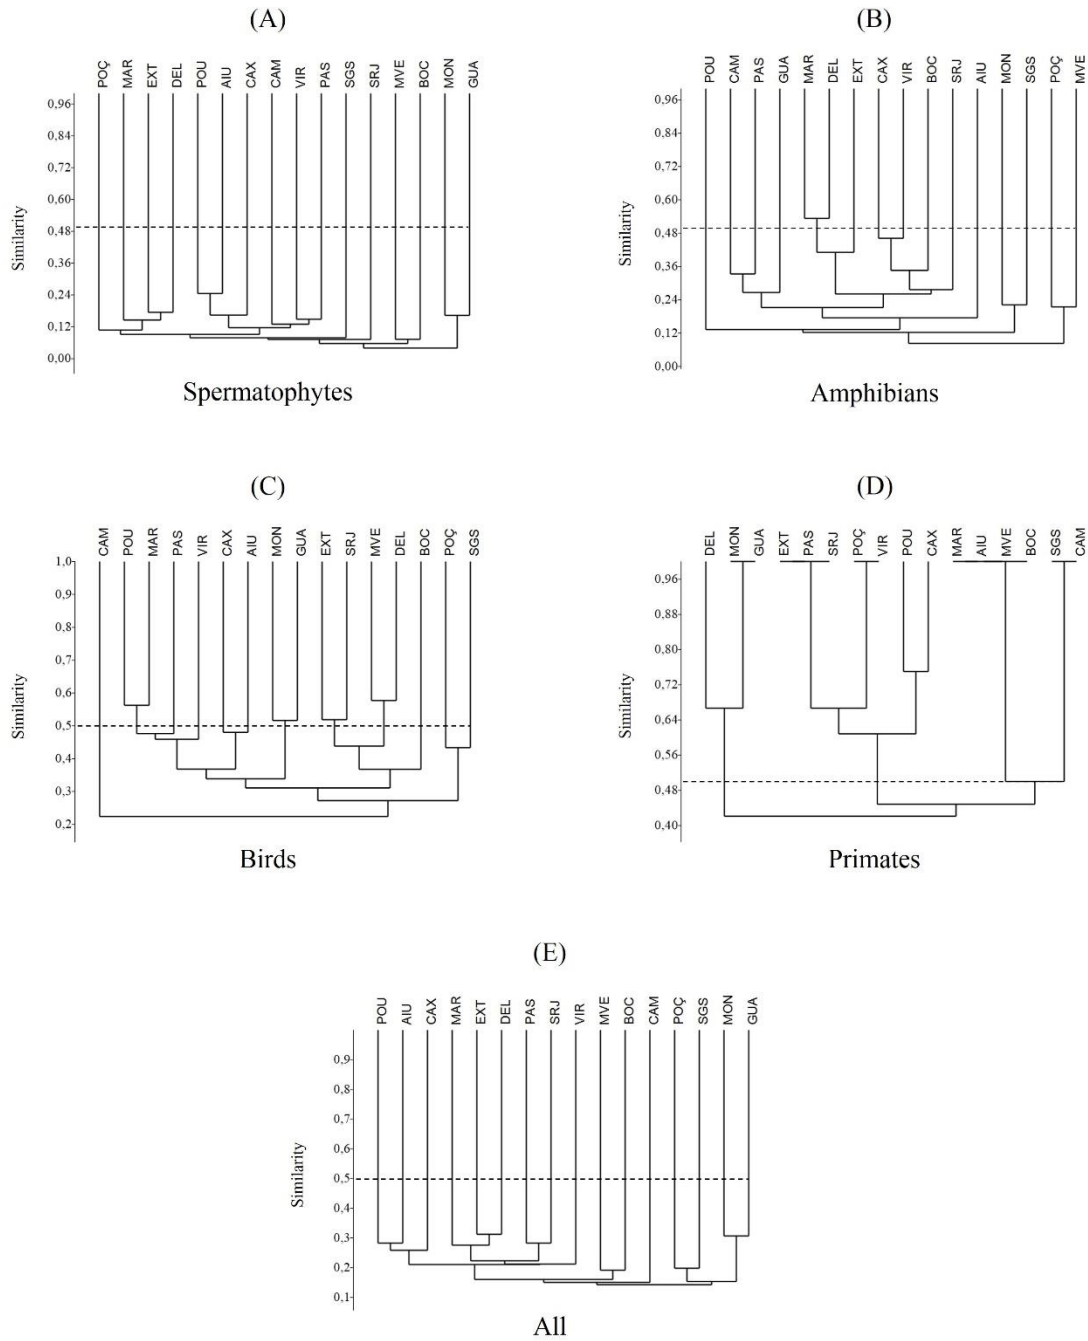 (A)
POÇ MAR EXT DEL POU AIU CAX CAM VIR PAS SGS SRJ MVE BOC MON GUA
0,96
0,84
0,72
0,60
0,48
0,36
0,24
0,12
0,00
Similarity
Spermatophytes
(B)
POU CAM PAS GUA MAR DEL EXT CAX VIR BOC SRJ AIU MON SGS POÇ MVE
0,96
0,84
0,72
0,60
0,48
0,36
0,24
0,12
0,00
Similarity
Amphibians
(C)
CAM POU MAR PAS VIR CAX AIU MON GUA EXT SRJ MVE DEL BOC POÇ SGS
1,0
0,9
0,8
0,7
0,6
0,5
0,4
0,3
0,2
Similarity
Birds
(D)
DEL MON GUA EXT PAS SRJ POÇ VIR POU CAX MAR AIU MVE BOC SGS CAM
0,96
0,88
0,80
0,72
0,64
0,56
0,48
0,40
Similarity
Primates
(E)
POU AIU CAX MAR EXT DEL PAS SRJ VIR MVE BOC CAM POÇ SGS MON GUA
0,9
0,8
0,7
0,6
0,5
0,4
0,3
0,2
0,1
Similarity
All